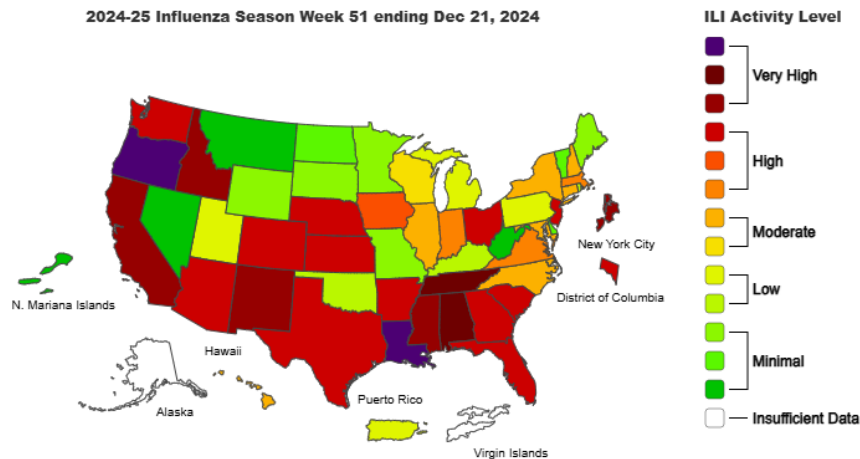 2024-25 Influenza Season Week 51 ending Dec 21, 2024
ILI Activity Level
Very High
High
Moderate
Low
Minimal
Insufficient Data
New York City
District of Columbia
N. Mariana Islands
Hawaii
Alaska
Puerto Rico
Virgin Islands